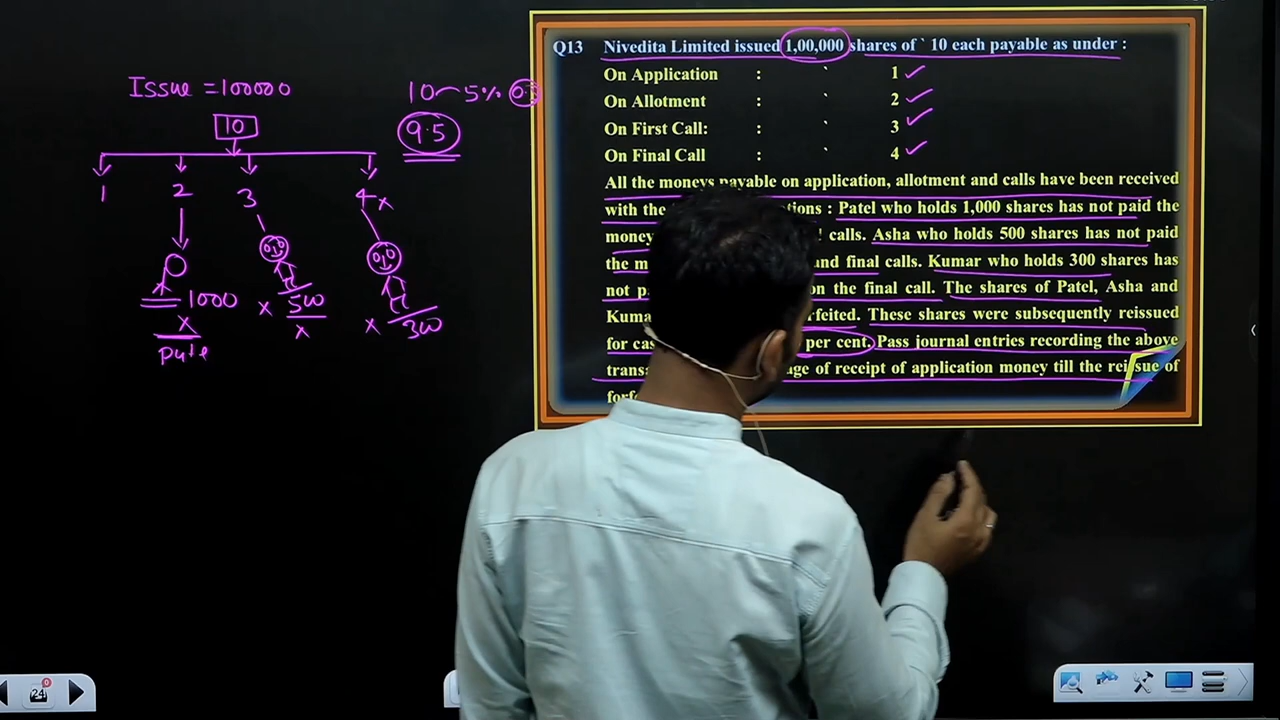 Issue = 100000
10
1 2 3 4 x
1000
x
500
x
x
x
300
10 5%
9.5
Q13 Nivedita Limited issued 1,00,000 shares of ` 10 each payable as under :
On Application : ` 1
On Allotment : ` 2
On First Call: : ` 3
On Final Call : ` 4
All the moneys payable on application, allotment and calls have been received
with the tions : Patel who holds 1,000 shares has not paid the
money calls. Asha who holds 500 shares has not paid
the m and final calls. Kumar who holds 300 shares has
not p on the final call. The shares of Patel, Asha and
Kuma rfeited. These shares were subsequently reissued
for cas per cent. Pass journal entries recording the above
transa age of receipt of application money till the reissue of
forf
24